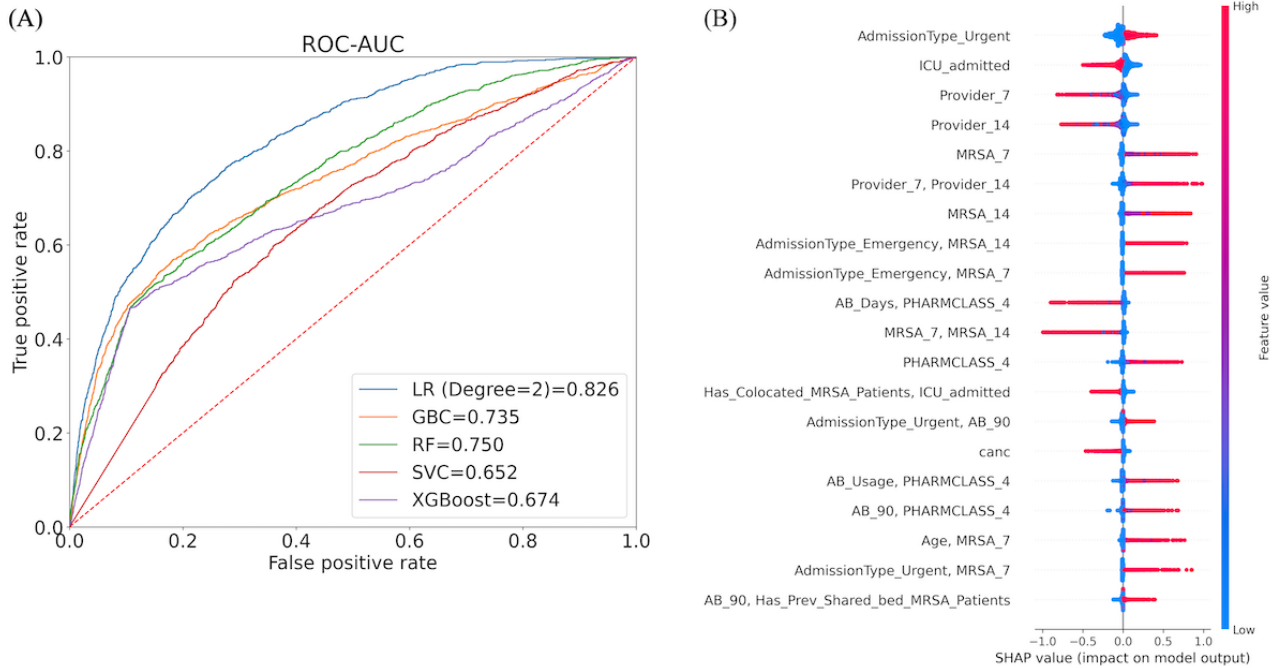 (A)
ROC-AUC
1.0
0.8
0.6
0.4
0.2
0.0
True positive rate
0.0 0.2 0.4 0.6 0.8 1.0
False positive rate
LR (Degree=2)=0.826
GBC=0.735
RF=0.750
SVC=0.652
XGBoost=0.674
(B)
AdmissionType_Urgent
ICU_admitted
Provider_7
Provider_14
MRSA_7
Provider_7, Provider_14
MRSA_14
AdmissionType_Emergency, MRSA_14
AdmissionType_Emergency, MRSA_7
AB_Days, PHARMCLASS_4
MRSA_7, MRSA_14
PHARMCLASS_4
Has_Colocated_MRSA_Patients, ICU_admitted
AdmissionType_Urgent, AB_90
canc
AB_Usage, PHARMCLASS_4
AB_90, PHARMCLASS_4
Age, MRSA_7
AdmissionType_Urgent, MRSA_7
AB_90, Has_Prev_Shared_bed_MRSA_Patients
−1.0 −0.5 0.0 0.5 1.0
SHAP value (impact on model output)
High
Feature value
Low